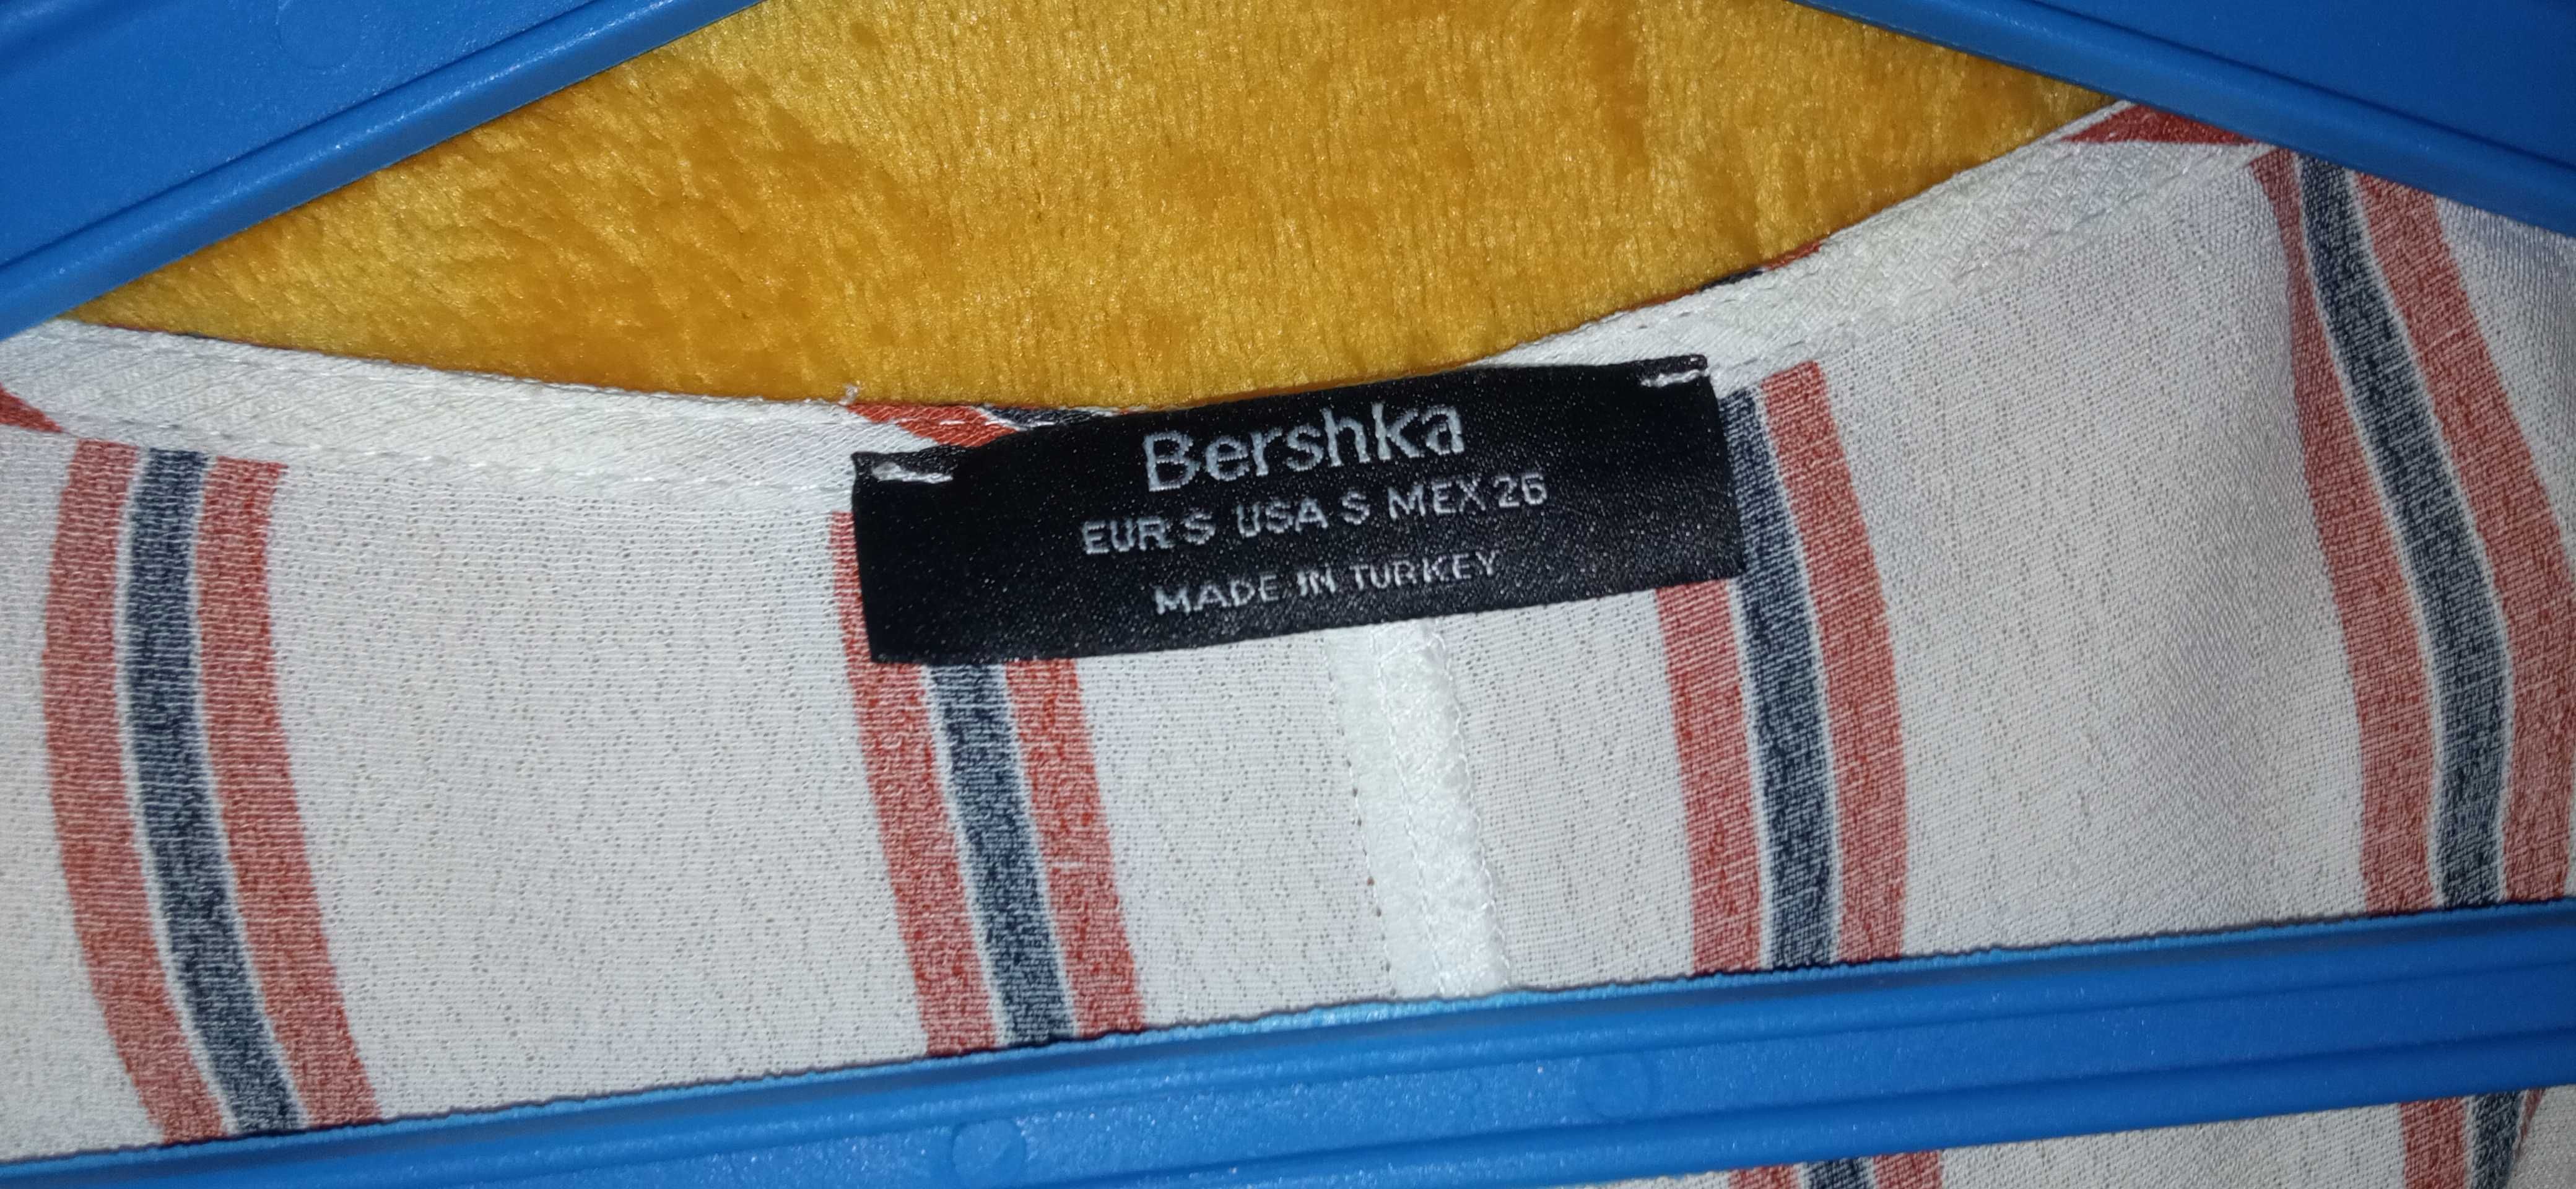 Bershka
EUR S USA S MEX 26
MADE IN TURKEY